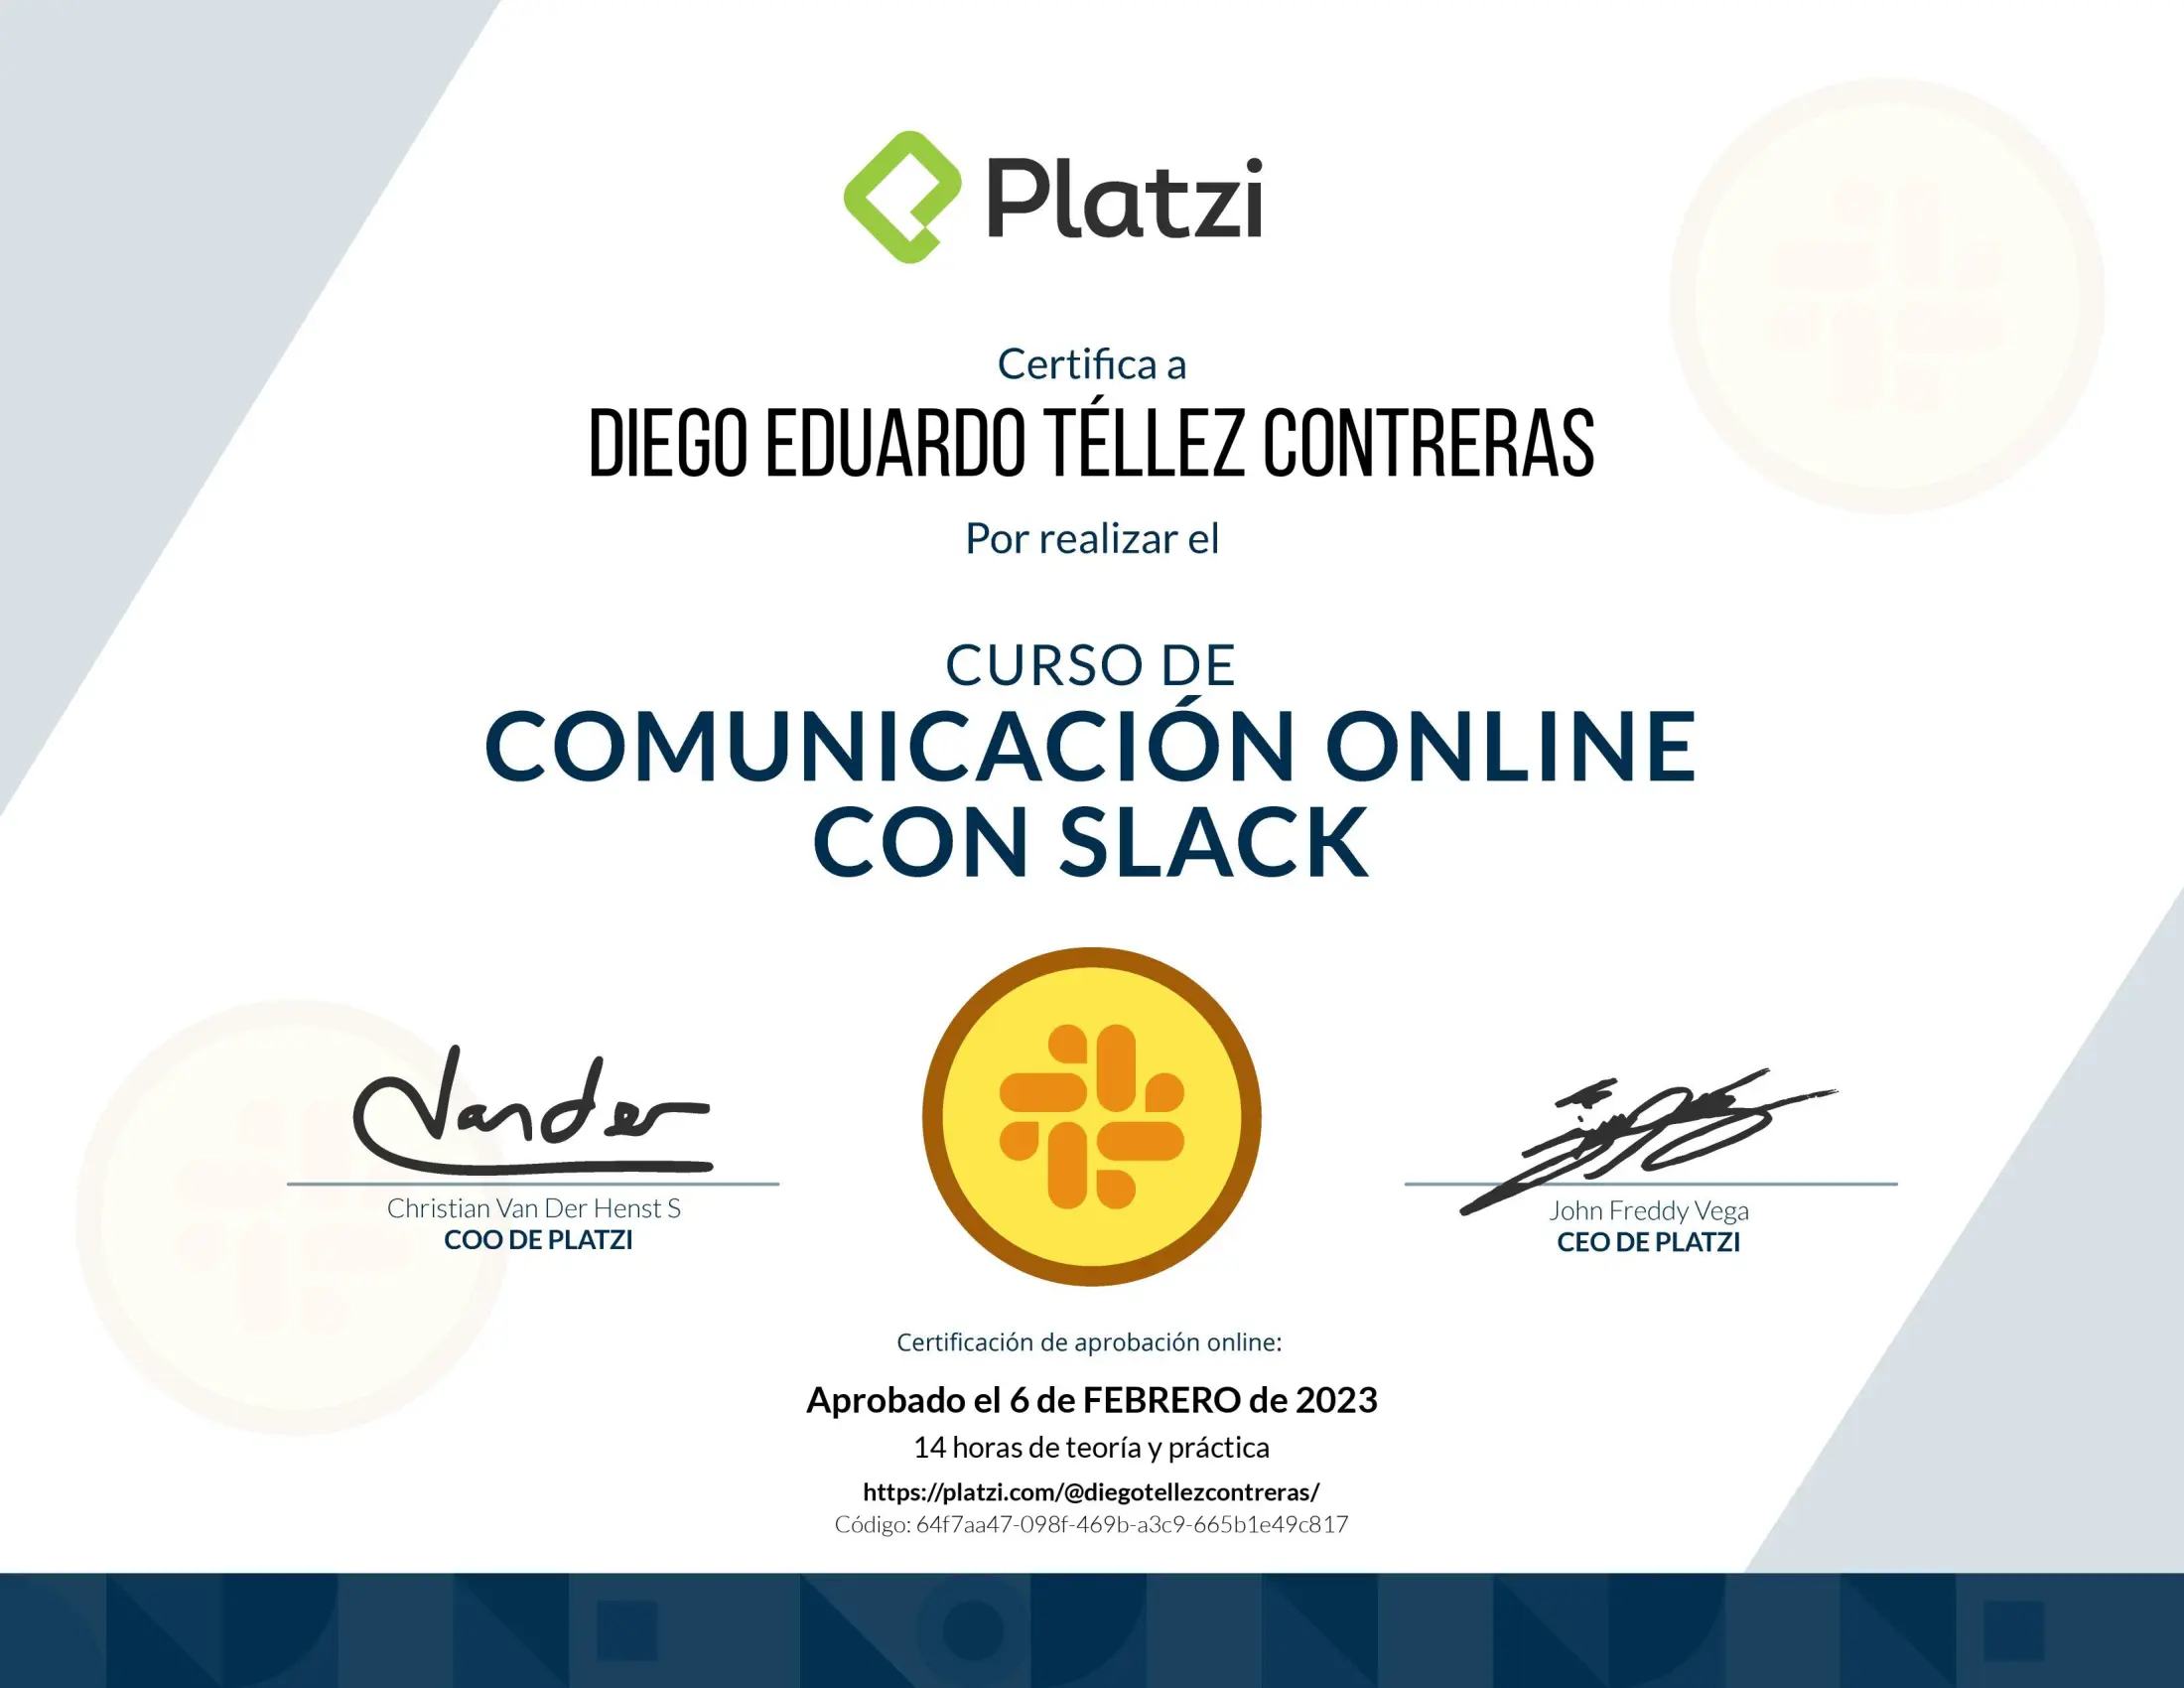 Platzi
Certifica a
DIEGO EDUARDO TÉLLEZ CONTRERAS
Por realizar el
CURSO DE
COMUNICACIÓN ONLINE
CON SLACK
Vander
Christian Van Der Henst S
COO DE PLATZI
John Freddy Vega
CEO DE PLATZI
Certificación de aprobación online:
Aprobado el 6 de FEBRERO de 2023
14 horas de teoría y práctica
https://platzi.com/@diegotellezcontreras/
Código: 64f7aa47-098f-469b-a3c9-665b1e49c817